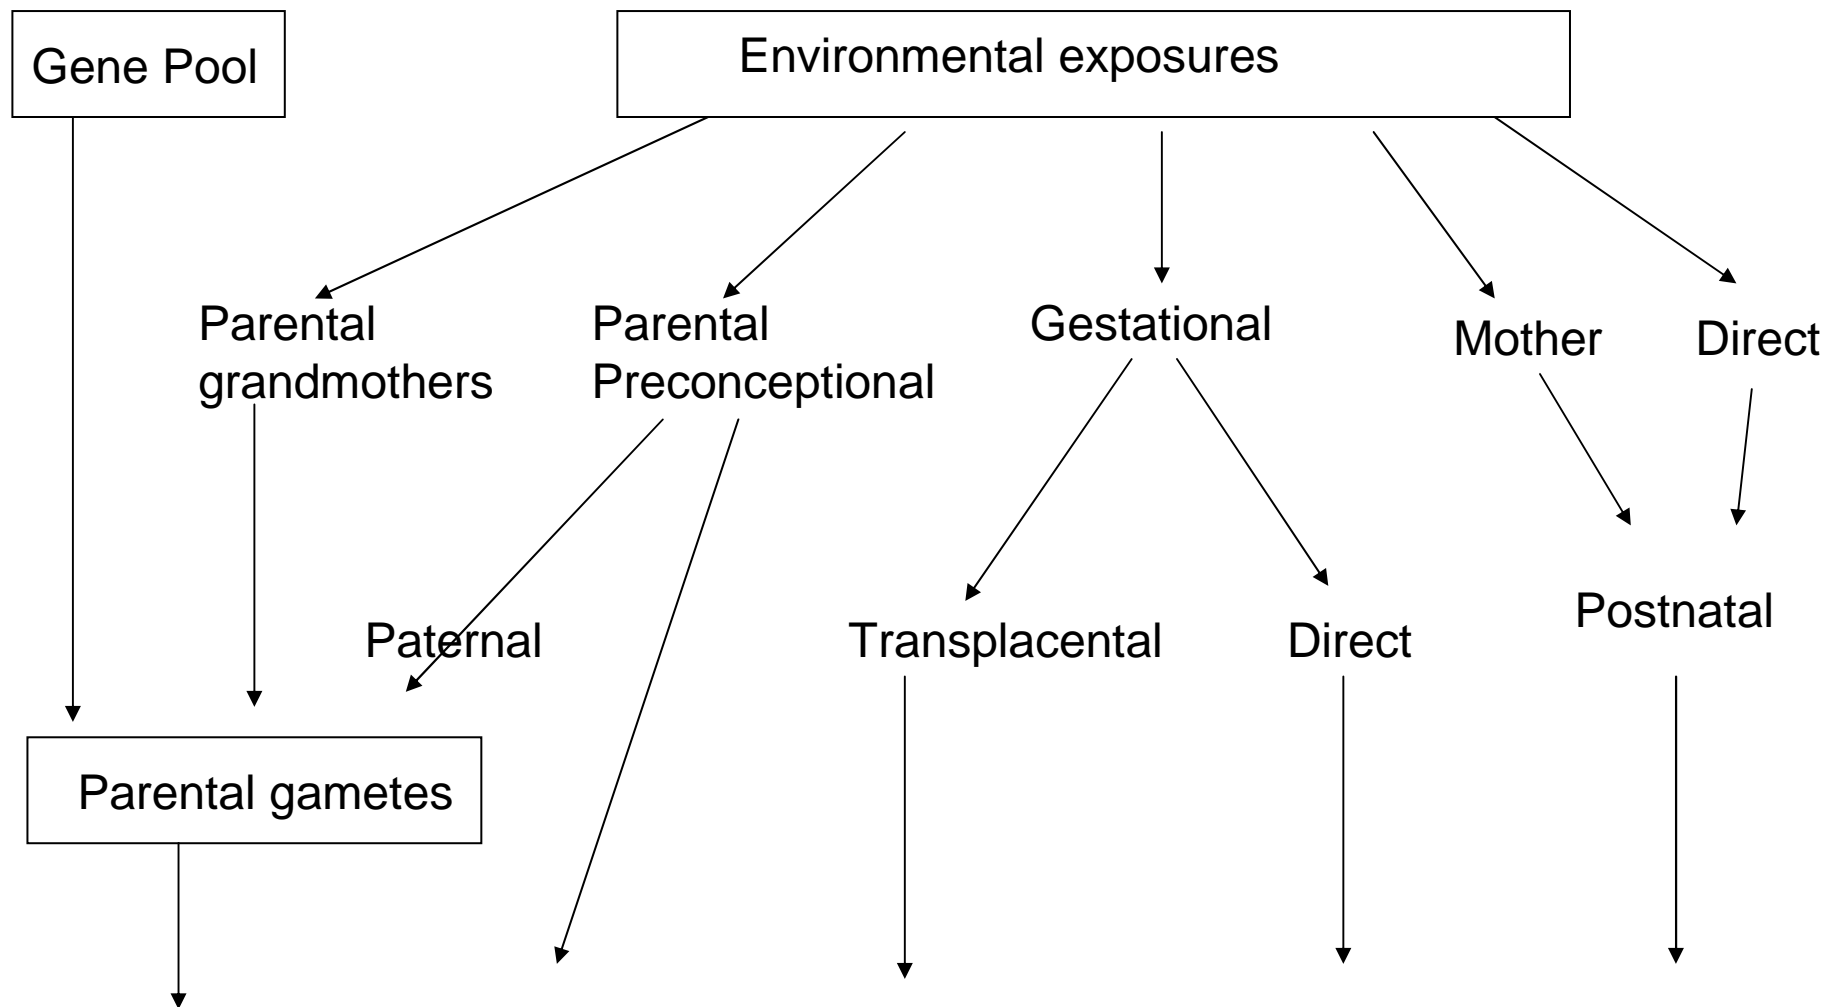 Gene Pool
Environmental exposures
Parental
grandmothers
Parental
Preconceptional
Gestational
Mother
Direct
Paternal
Transplacental
Direct
Postnatal
Parental gametes